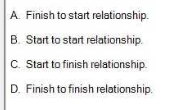 A. Finish to start relationship.
B. Start to start relationship.
C. Start to finish relationship.
D. Finish to finish relationship.